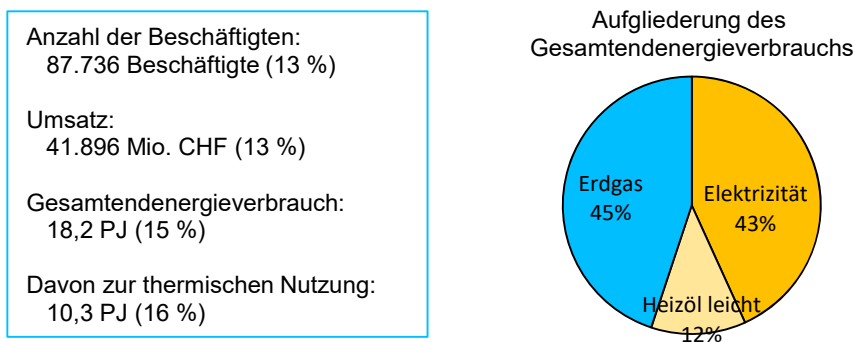 Anzahl der Beschäftigten:
87.736 Beschäftigte (13 %)
Umsatz:
41.896 Mio. CHF (13 %)
Gesamtendenergieverbrauch:
18,2 PJ (15 %)
Davon zur thermischen Nutzung:
10,3 PJ (16 %)
Aufgliederung des
Gesamtendenergieverbrauchs
Erdgas
45%
Elektrizität
43%
Heizöl leicht
12%